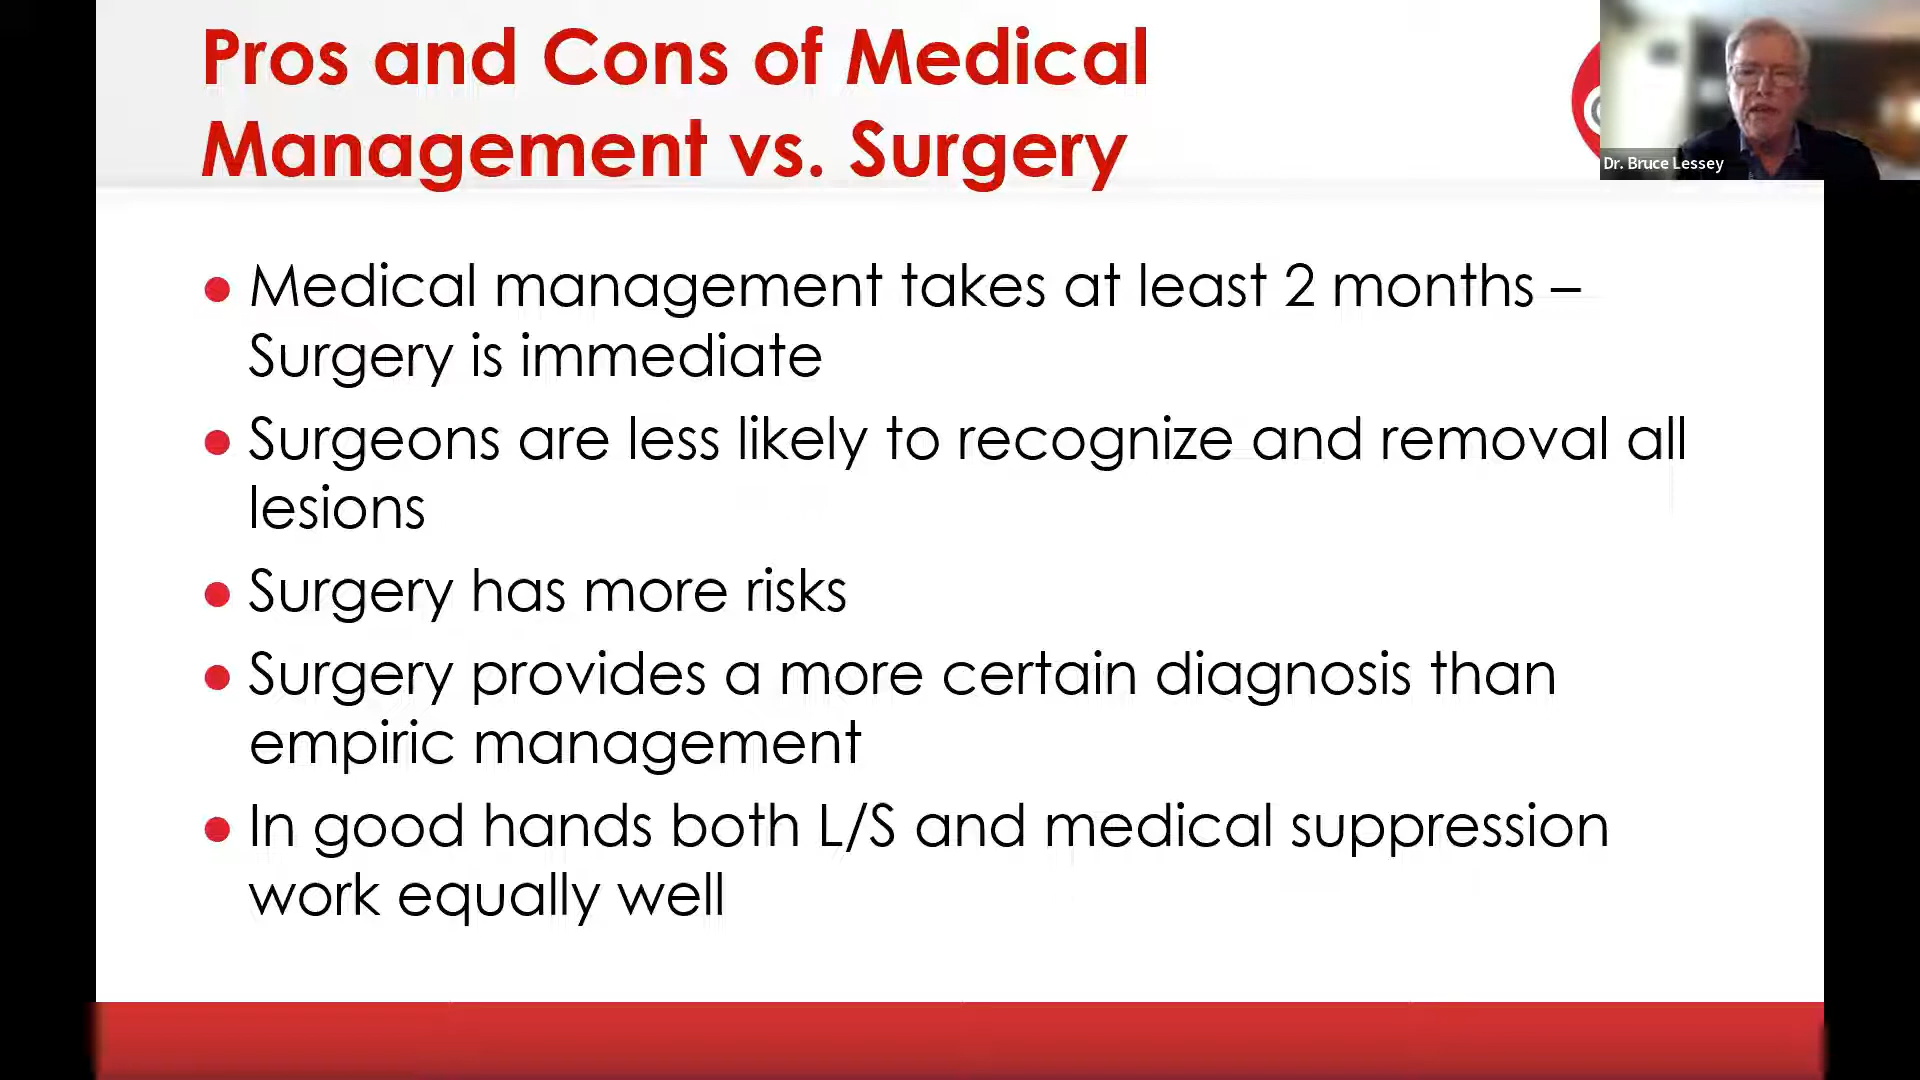 Pros and Cons of Medical
Management vs. Surgery
Dr. Bruce Lessey
● Medical management takes at least 2 months –
Surgery is immediate
● Surgeons are less likely to recognize and removal all
lesions
● Surgery has more risks
● Surgery provides a more certain diagnosis than
empiric management
● In good hands both L/S and medical suppression
work equally well